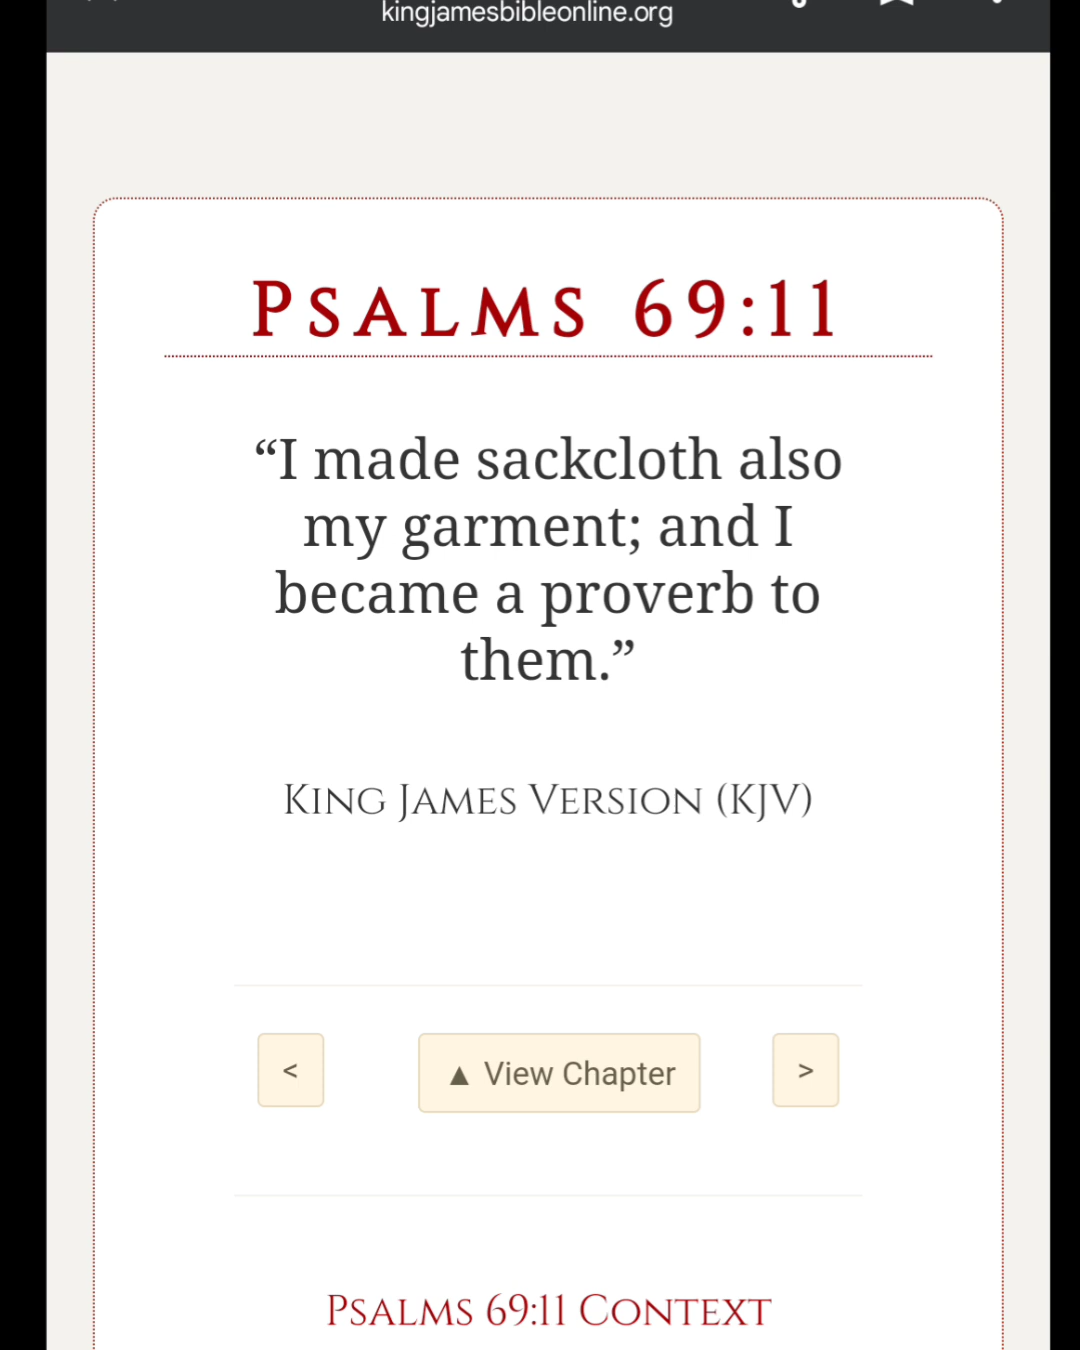 kingjamesbibleonline.org
PSALMS 69:11
“I made sackcloth also
my garment; and I
became a proverb to
them.”
KING JAMES VERSION (KJV)
<
▲ View Chapter
>
PSALMS 69:11 CONTEXT